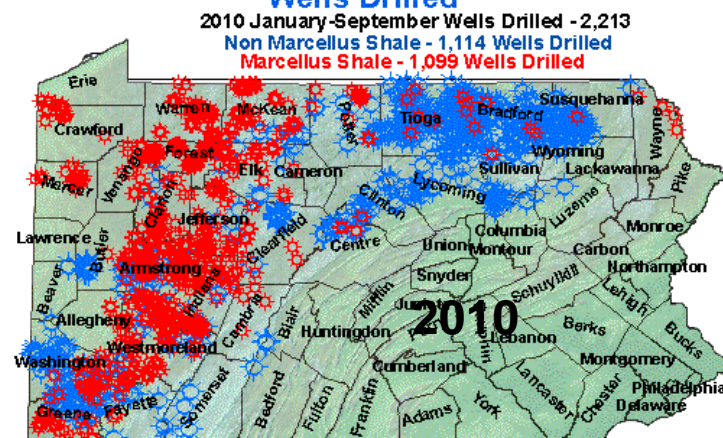 Wells Drilled
2010 January-September Wells Drilled - 2,213
Non Marcellus Shale - 1,114 Wells Drilled
Marcellus Shale - 1,099 Wells Drilled
Erie
Crawford
Warren
McKean
Potter
Tioga
Bradford
Susquehanna
Wayne
Forest
Venango
Mercer
Elk
Cameron
Sullivan
Wyoming
Lackawanna
Pike
Clarion
Jefferson
Clearfield
Clinton
Lycoming
Luzerne
Lawrence
Butler
Centre
Union
Columbia
Montour
Monroe
Carbon
Northampton
Armstrong
Indiana
Beaver
Snyder
Mifflin
Schuylkill
Lehigh
Allegheny
Cambria
Blair
Huntingdon
2010
Lebanon
Berks
Bucks
Westmoreland
Washington
Cumberland
Montgomery
Greene
Fayette
Somerset
Bedford
Fulton
Franklin
Adams
York
Lancaster
Chester
Philadelphia
Delaware